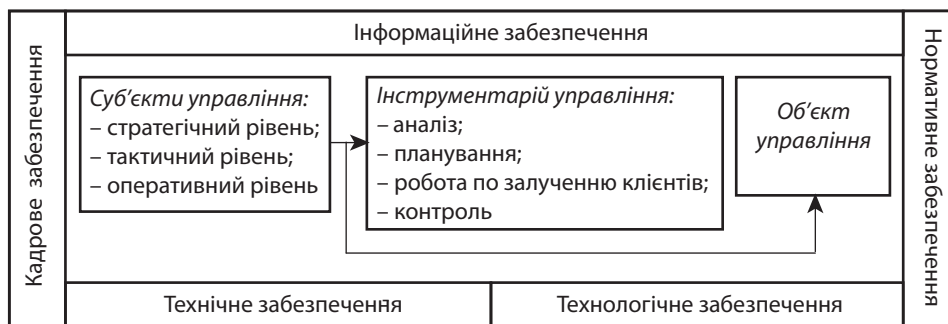 Кадрове забезпечення
Інформаційне забезпечення
Суб’єкти управління:
– стратегічний рівень;
– тактичний рівень;
– оперативний рівень
Інструментарій управління:
– аналіз;
– планування;
– робота по залученню клієнтів;
– контроль
Об’єкт
управління
Технічне забезпечення
Технологічне забезпечення
Нормативне забезпечення